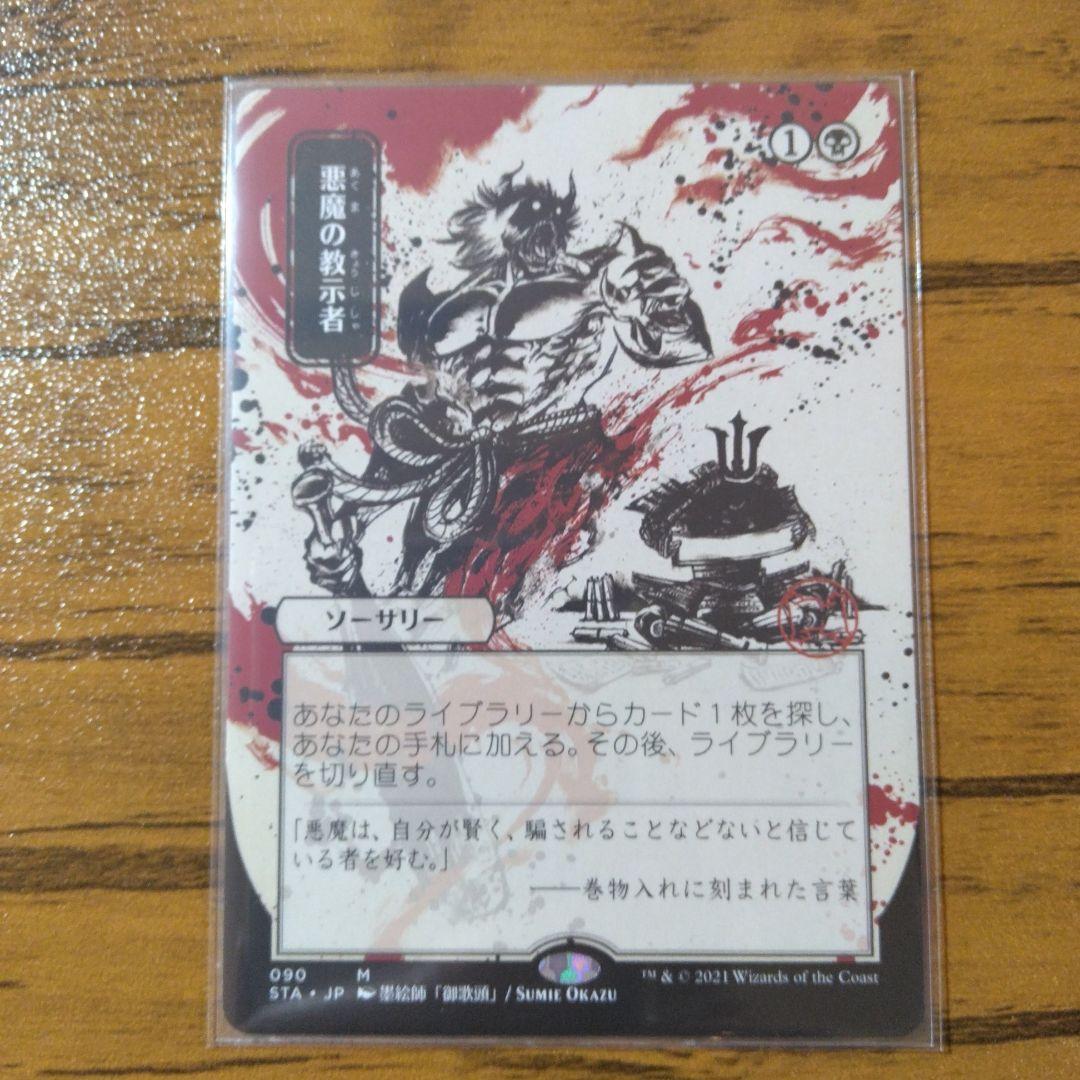 悪魔の教示者
あくま きょうじしゃ
1
ソーサリー
あなたのライブラリーからカード1枚を探し、
あなたの手札に加える。その後、ライブラリー
を切り直す。
「悪魔は、自分が賢く、騙されることなどないと信じて
いる者を好む。」
──巻物入れに刻まれた言葉
090 M
STA • JP 墨絵師「御歌頭」/ SUMIE OKAZU
™ & © 2021 Wizards of the Coast